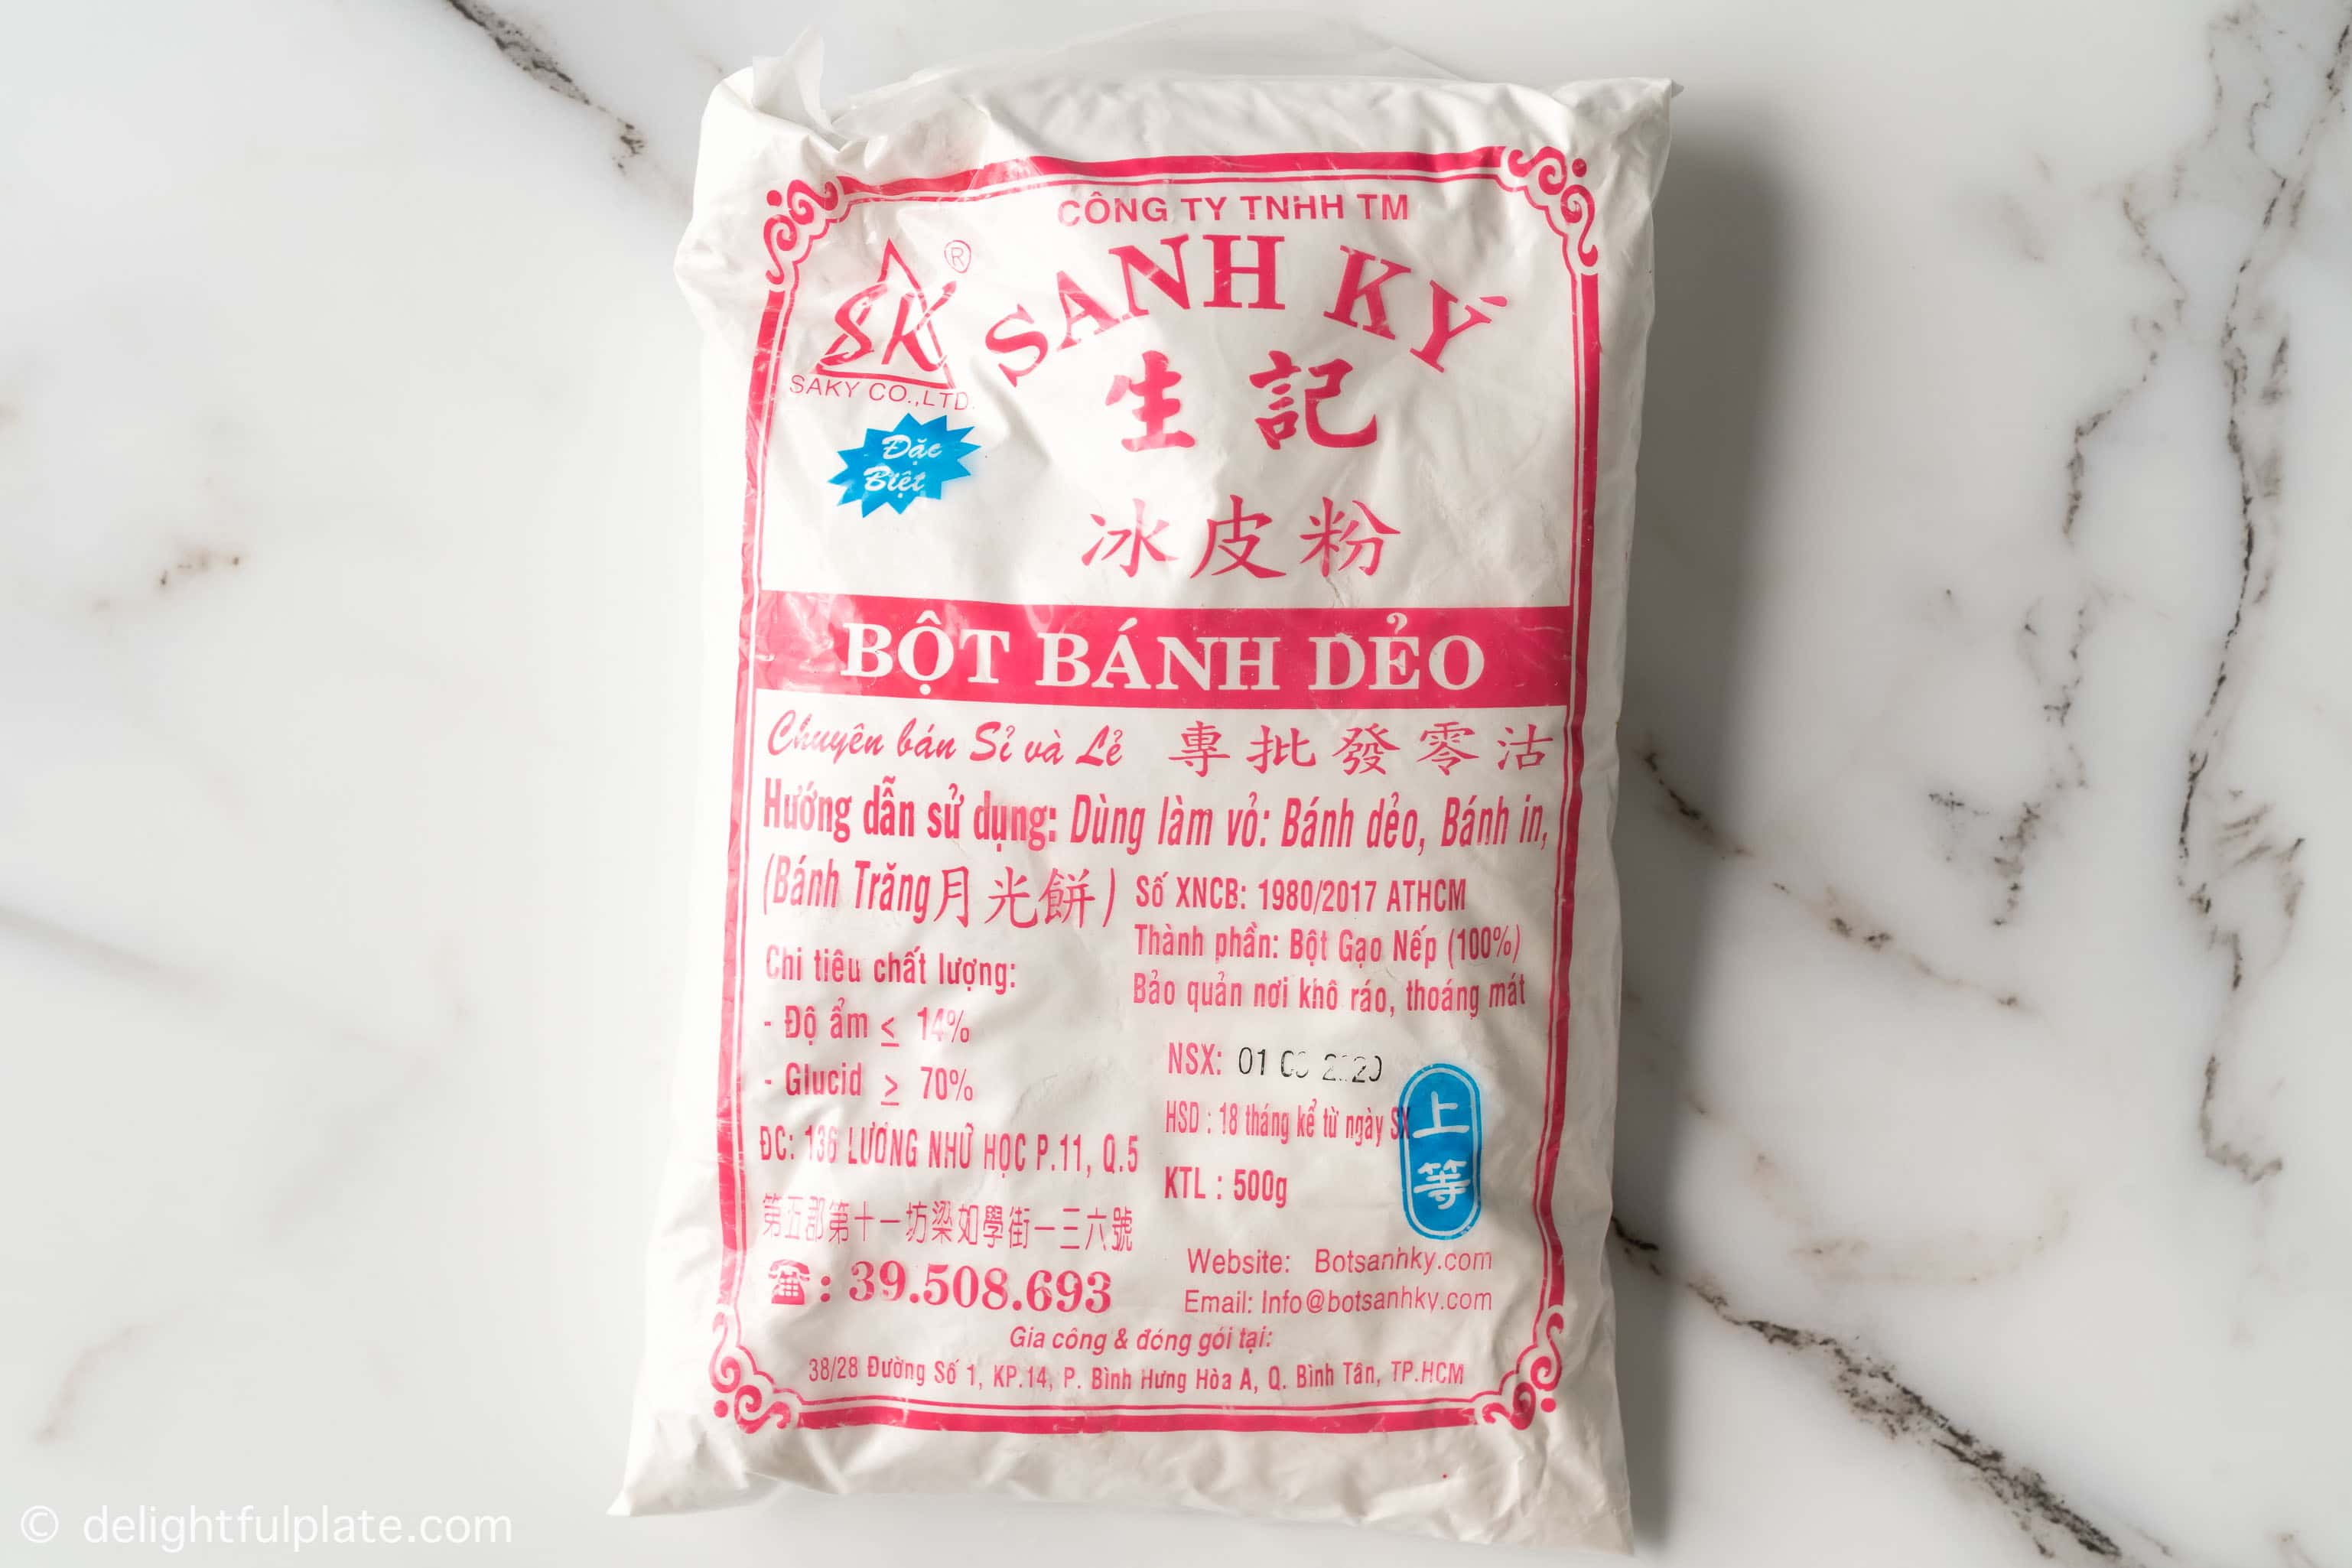 CÔNG TY TNHH TM
SANH KÝ
SK ®
SAKY CO.,LTD.
生記
Đặc
Biệt
冰皮粉
BỘT BÁNH DẺO
Chuyên bán Sỉ và Lẻ 專批發零沽
Hướng dẫn sử dụng: Dùng làm vỏ: Bánh dẻo, Bánh in,
(Bánh Trăng月光餅)
Số XNCB: 1980/2017 ATHCM
Thành phần: Bột Gạo Nếp (100%)
Bảo quản nơi khô ráo, thoáng mát
Chi tiêu chất lượng:
- Độ ẩm ≤ 14%
- Glucid ≥ 70%
NSX: 01
HSD : 18 tháng kể từ ngày SX
KTL : 500g
上等
ĐC: 136 LƯƠNG NHỮ HỌC P.11, Q.5
第五郡第十一坊梁如學街一三六號
☎: 39.508.693
Website: Botsanhky.com
Email: Info@botsanhky.com
Gia công & đóng gói tại:
38/28 Đường Số 1, KP.14, P. Bình Hưng Hòa A, Q. Bình Tân, TP.HCM
© delightfulplate.com